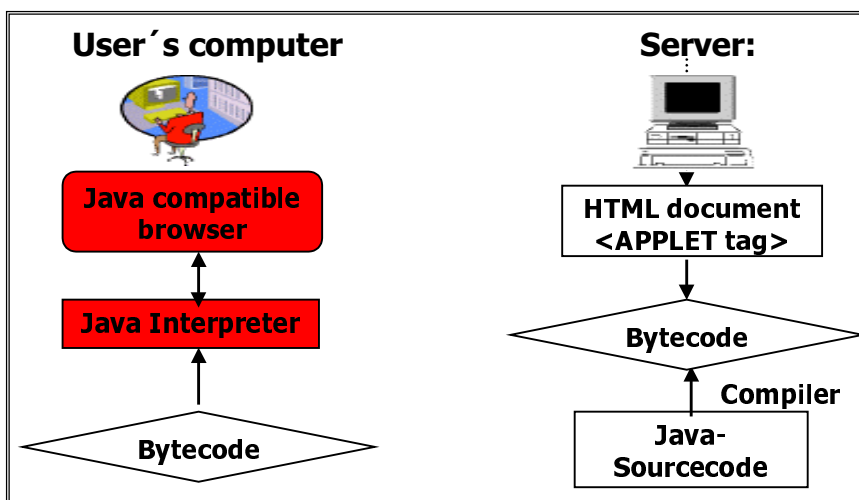 User´s computer
Java compatible
browser
Java Interpreter
Bytecode
Server:
HTML document
<APPLET tag>
Bytecode
Compiler
Java-
Sourcecode